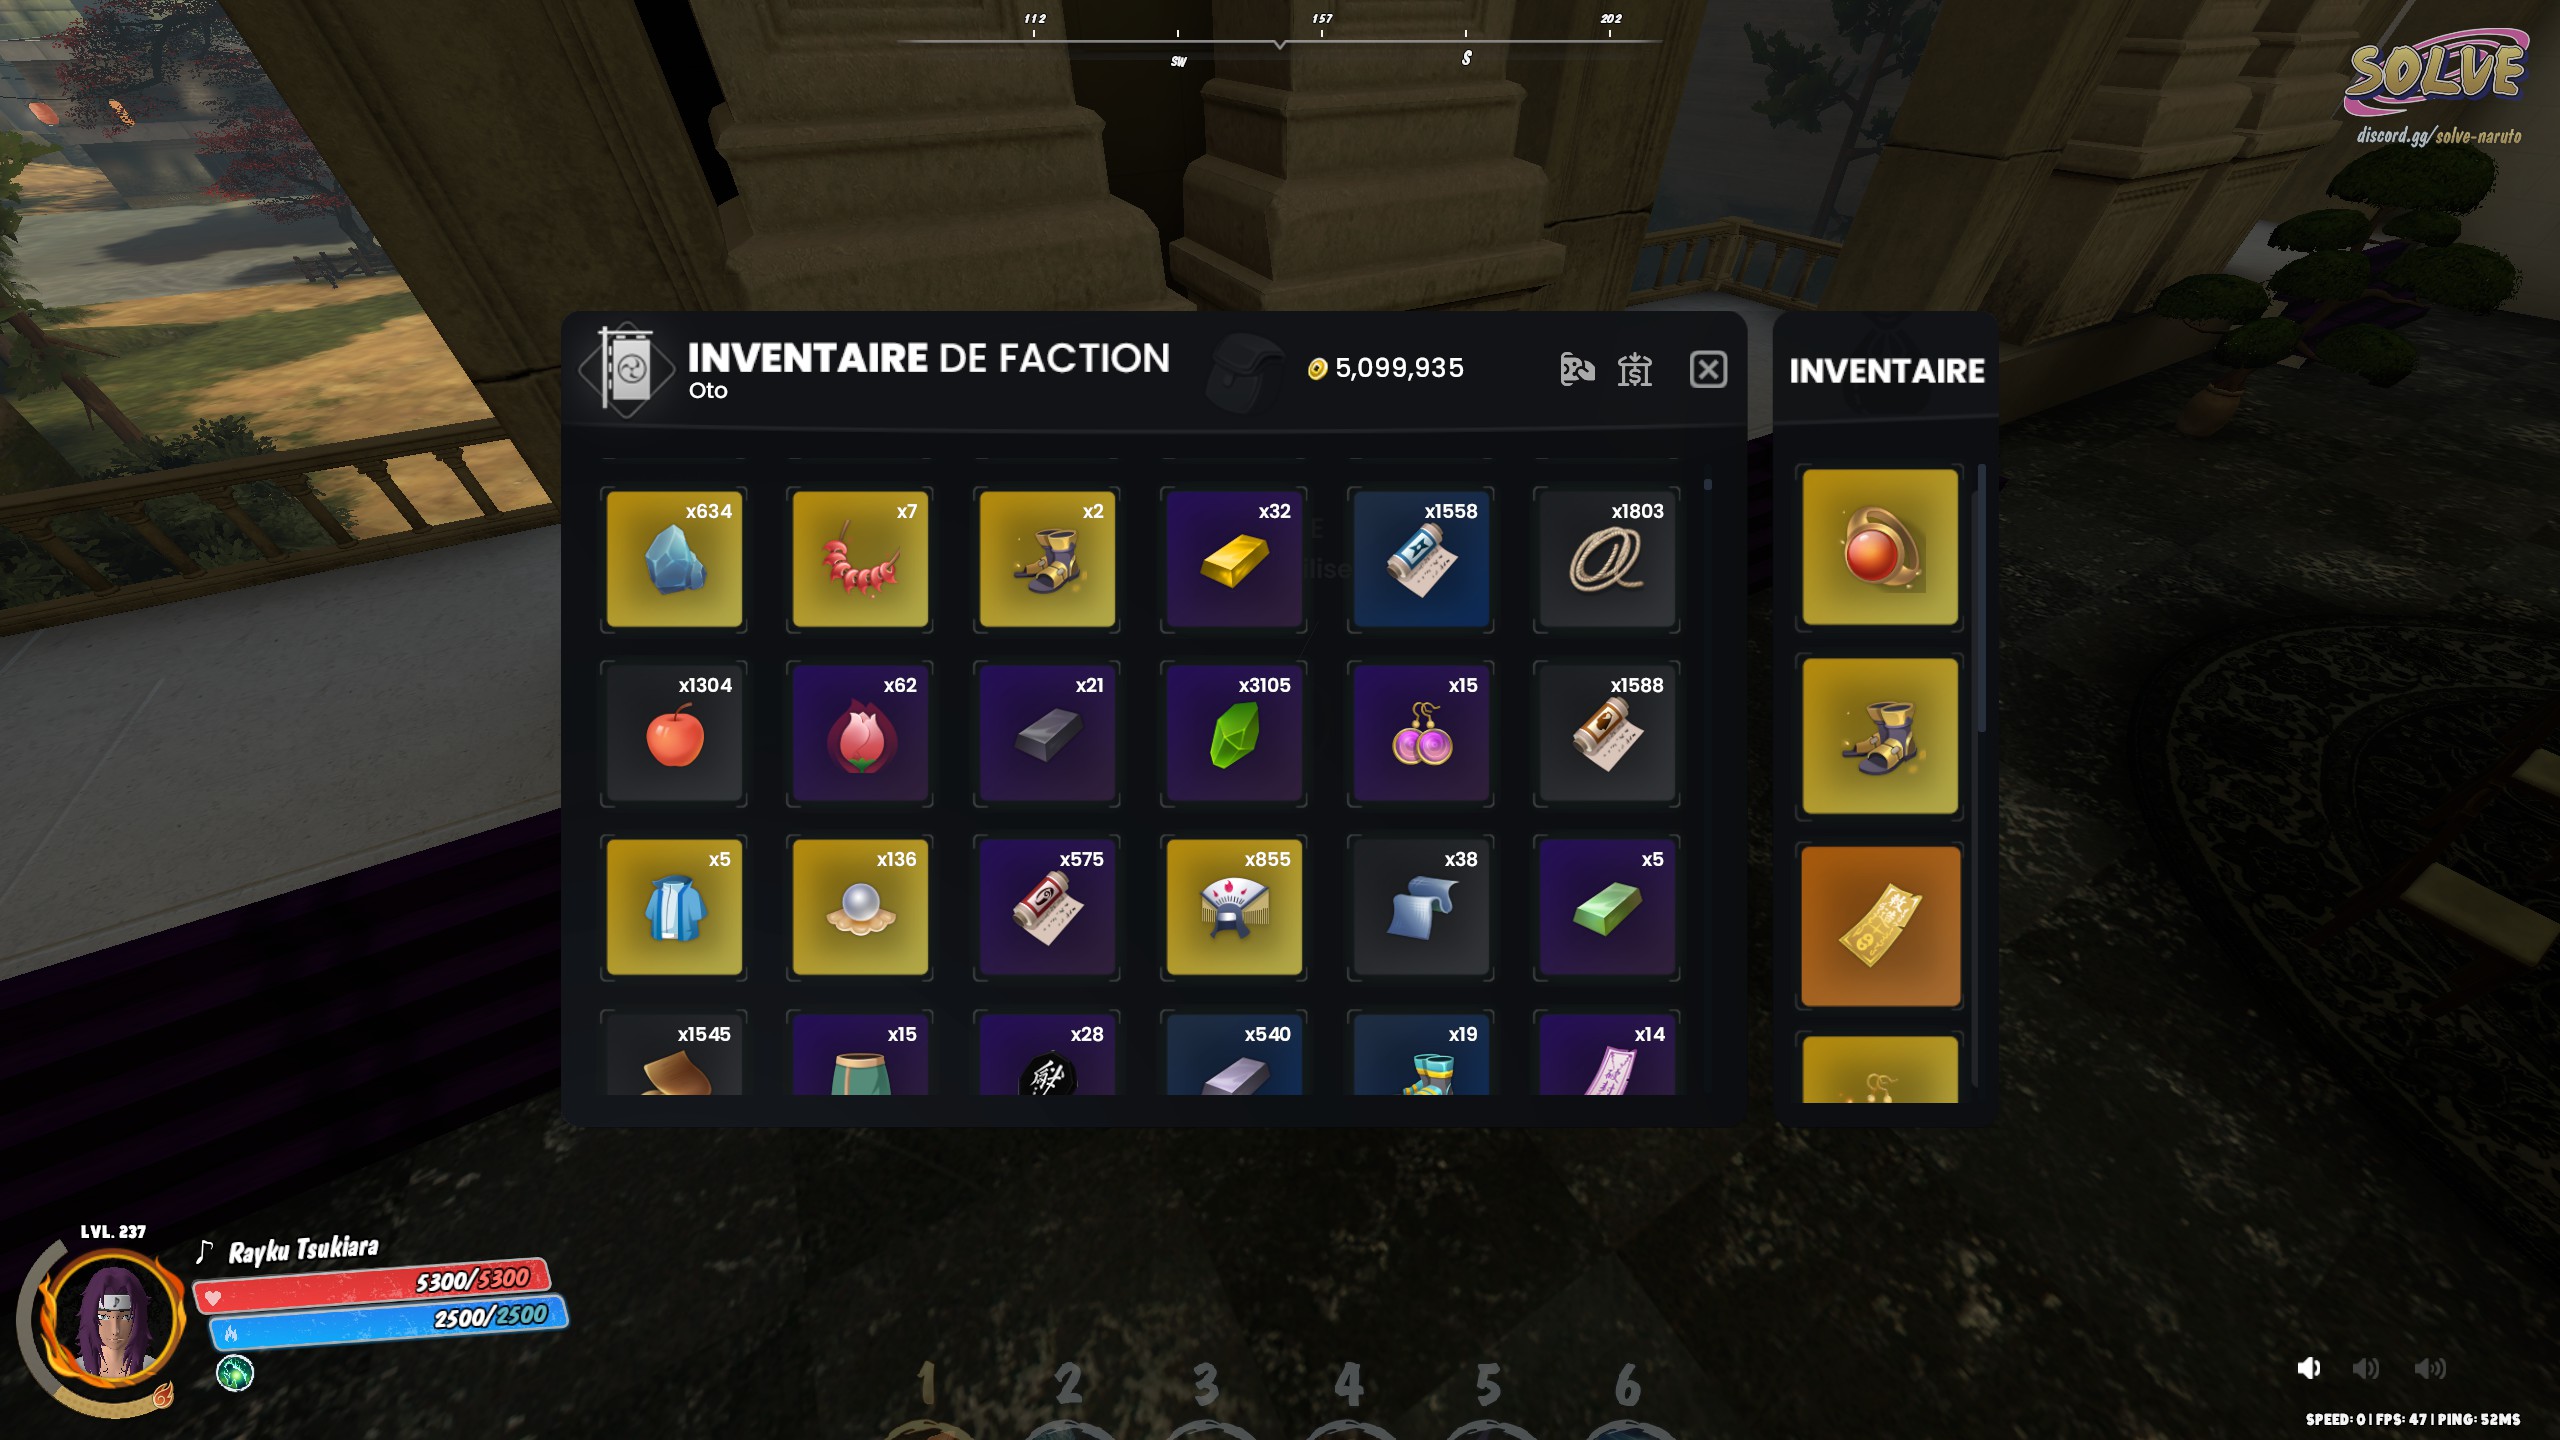 112 157 202
SW S
SOLVE
discord.gg/solve-naruto
INVENTAIRE DE FACTION
Oto
5,099,935
INVENTAIRE
x634 x7 x2 x32 x1558 x1803
x1304 x62 x21 x3105 x15 x1588
x5 x136 x575 x855 x38 x5
x1545 x15 x28 x540 x19 x14
LVL. 237
Rayku Tsukiara
5300/5300
2500/2500
1 2 3 4 5 6
SPEED: 0 | FPS: 47 | PING: 52MS